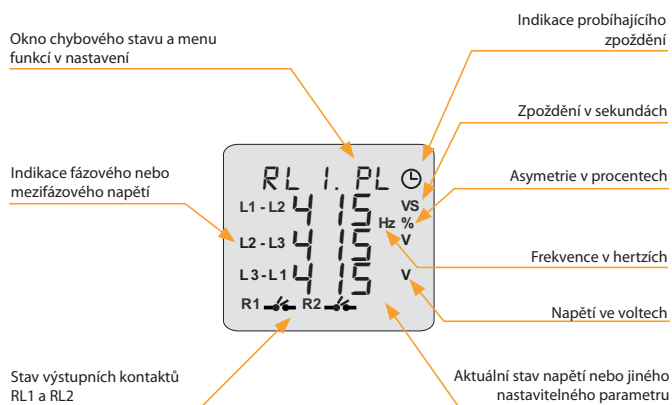 Indikace probíhajícího
zpoždění
Okno chybového stavu a menu
funkcí v nastavení
Zpoždění v sekundách
Asymetrie v procentech
Indikace fázového nebo
mezifázového napětí
RL 1. PL
L1 - L2 415 VS
Hz %
L2 - L3 415 V
L3 - L1 415 V
R1 R2
Frekvence v hertzích
Napětí ve voltech
Stav výstupních kontaktů
RL1 a RL2
Aktuální stav napětí nebo jiného
nastavitelného parametru